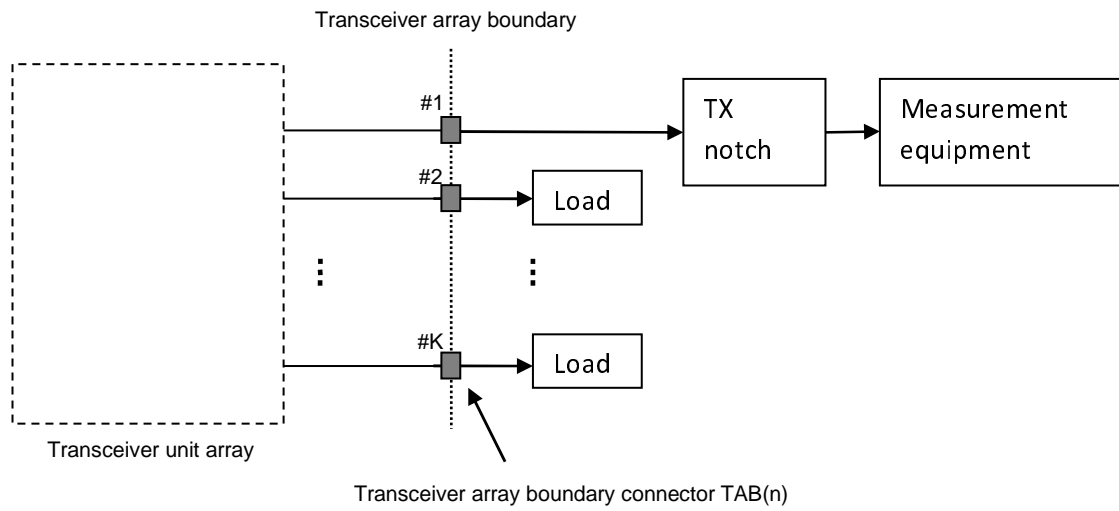 Transceiver array boundary
#1
TX
notch
Measurement
equipment
#2
Load
#K
Load
Transceiver unit array
Transceiver array boundary connector TAB(n)